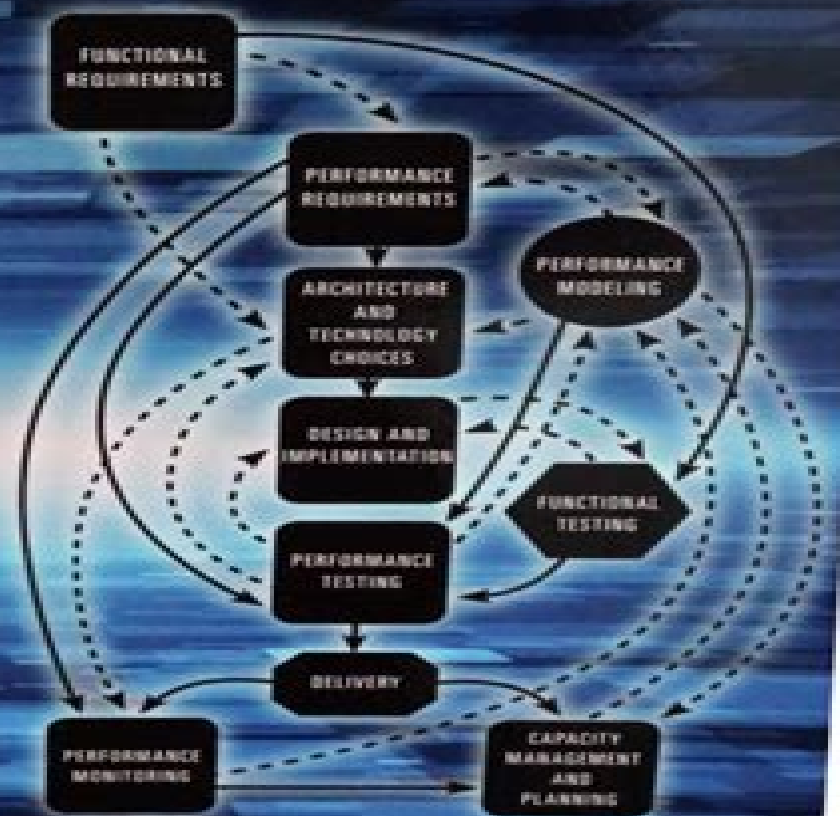 FUNCTIONAL
REQUIREMENTS
PERFORMANCE
REQUIREMENTS
PERFORMANCE
MODELING
ARCHITECTURE
AND
TECHNOLOGY
CHOICES
DESIGN AND
IMPLEMENTATION
FUNCTIONAL
TESTING
PERFORMANCE
TESTING
DELIVERY
PERFORMANCE
MONITORING
CAPACITY
MANAGEMENT
AND
PLANNING